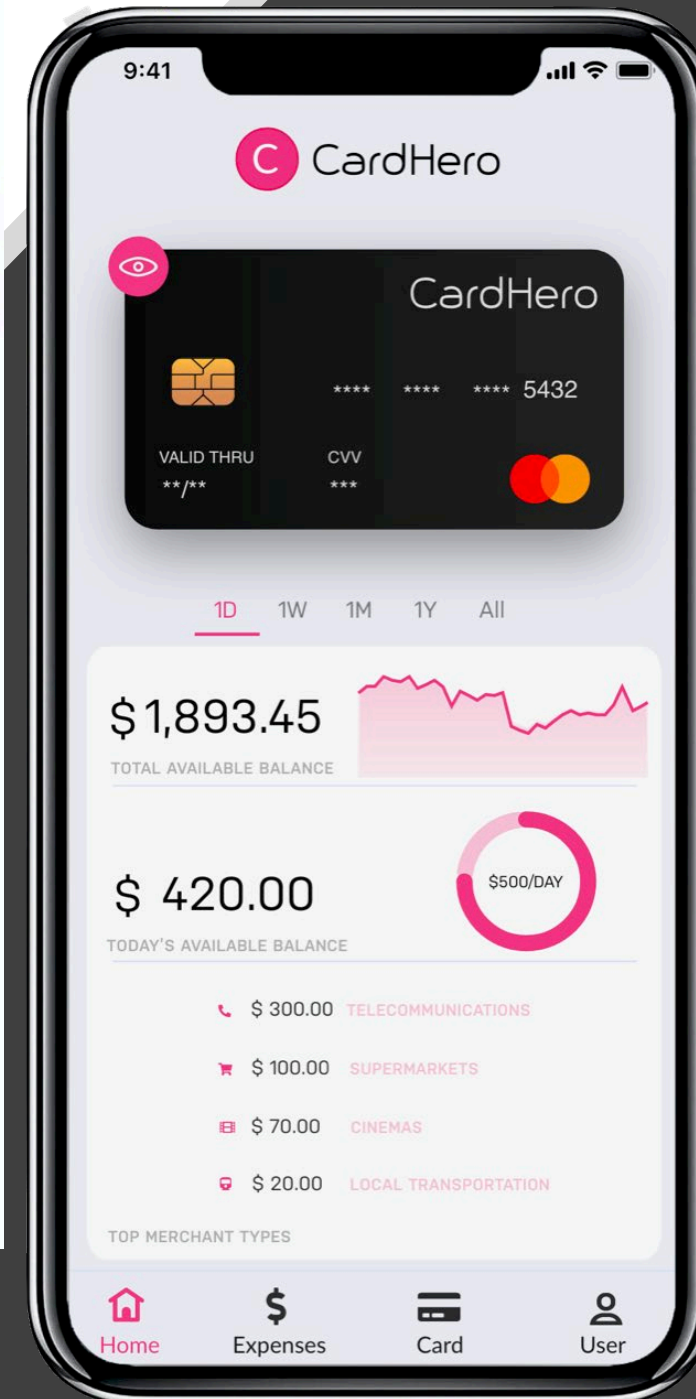 9:41
C CardHero
CardHero
**** **** **** 5432
VALID THRU CVV
**/** ***
1D 1W 1M 1Y All
$1,893.45
TOTAL AVAILABLE BALANCE
$ 420.00
$500/DAY
TODAY'S AVAILABLE BALANCE
$ 300.00 TELECOMMUNICATIONS
$ 100.00 SUPERMARKETS
$ 70.00 CINEMAS
$ 20.00 LOCAL TRANSPORTATION
TOP MERCHANT TYPES
Home Expenses Card User